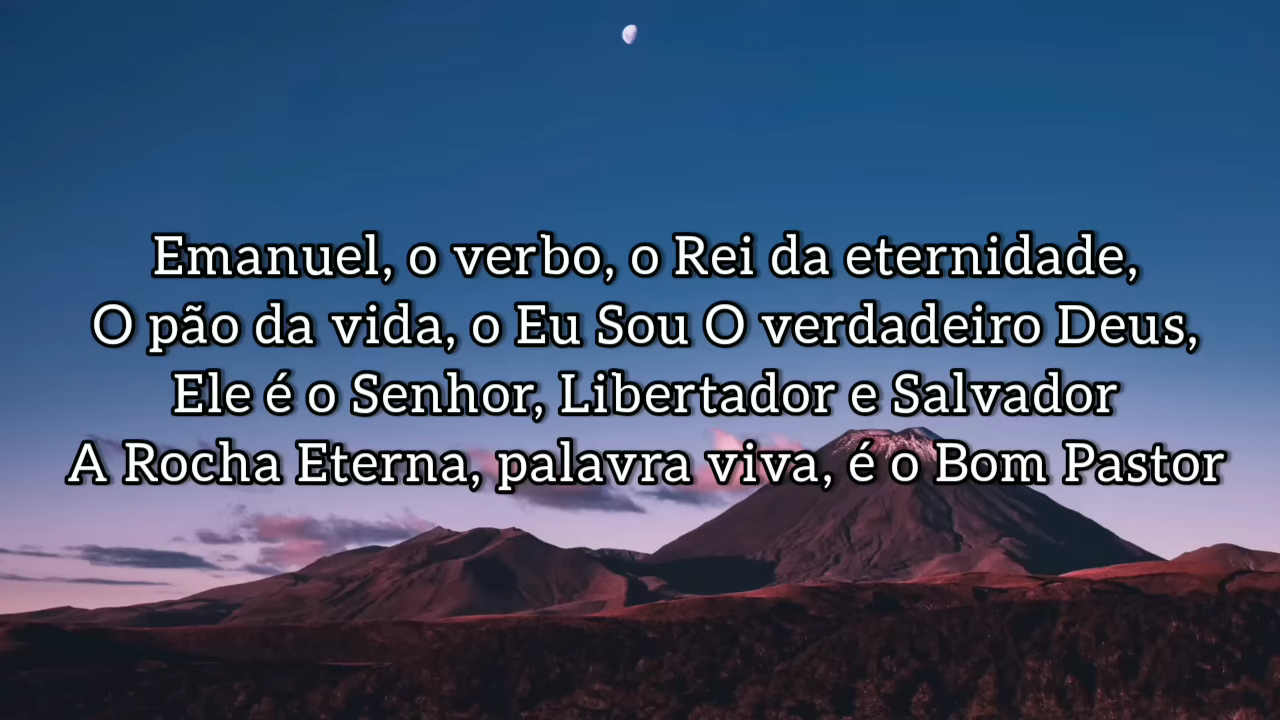 Emanuel, o verbo, o Rei da eternidade,
O pão da vida, o Eu Sou O verdadeiro Deus,
Ele é o Senhor, Libertador e Salvador
A Rocha Eterna, palavra viva, é o Bom Pastor